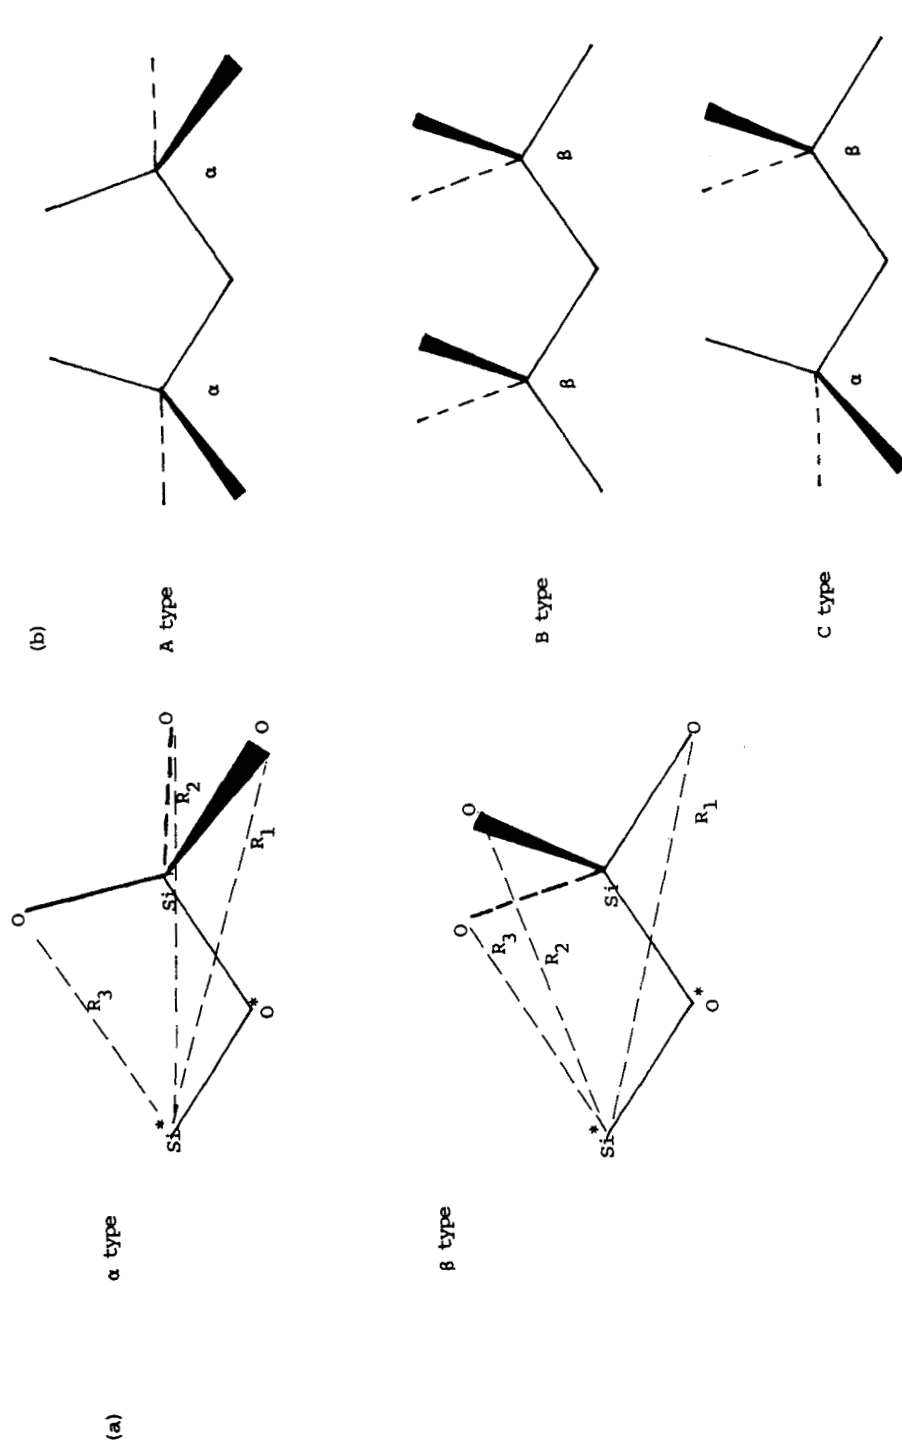 (a)
α type
O
R3
* Si
Si
R2
O
R1
O
O*
β type
O
O
R3
R2
* Si
Si
R1
O
O*
(b)
A type
α
α
B type
β
β
C type
α
β